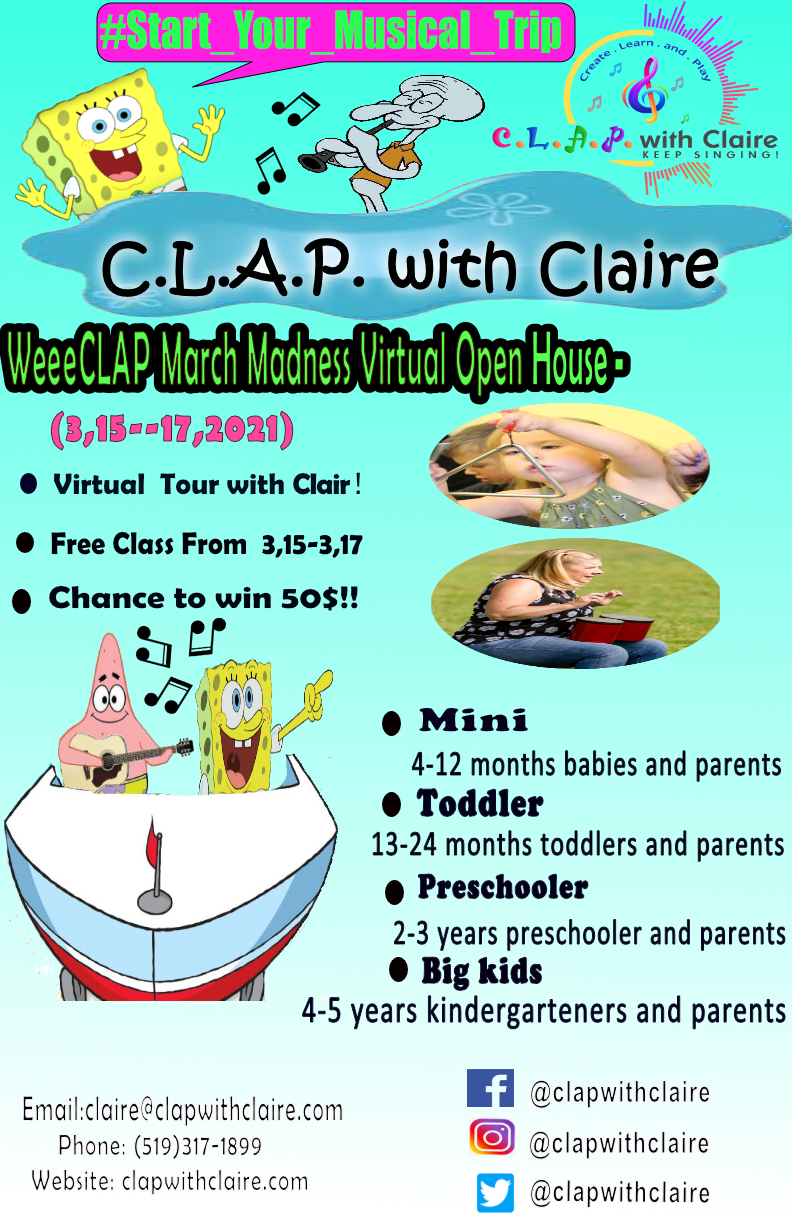 #Start_Your_Musical_Trip
Create . Learn . and . Play
C.L.A.P. with Claire
KEEP SINGING!
C.L.A.P. with Claire
WeeeCLAP March Madness Virtual Open House-
(3,15--17,2021)
Virtual Tour with Clair!
Free Class From 3,15-3,17
Chance to win 50$!!
Mini
4-12 months babies and parents
Toddler
13-24 months toddlers and parents
Preschooler
2-3 years preschooler and parents
Big kids
4-5 years kindergarteners and parents
Email:claire@clapwithclaire.com
Phone: (519)317-1899
Website: clapwithclaire.com
@clapwithclaire
@clapwithclaire
@clapwithclaire